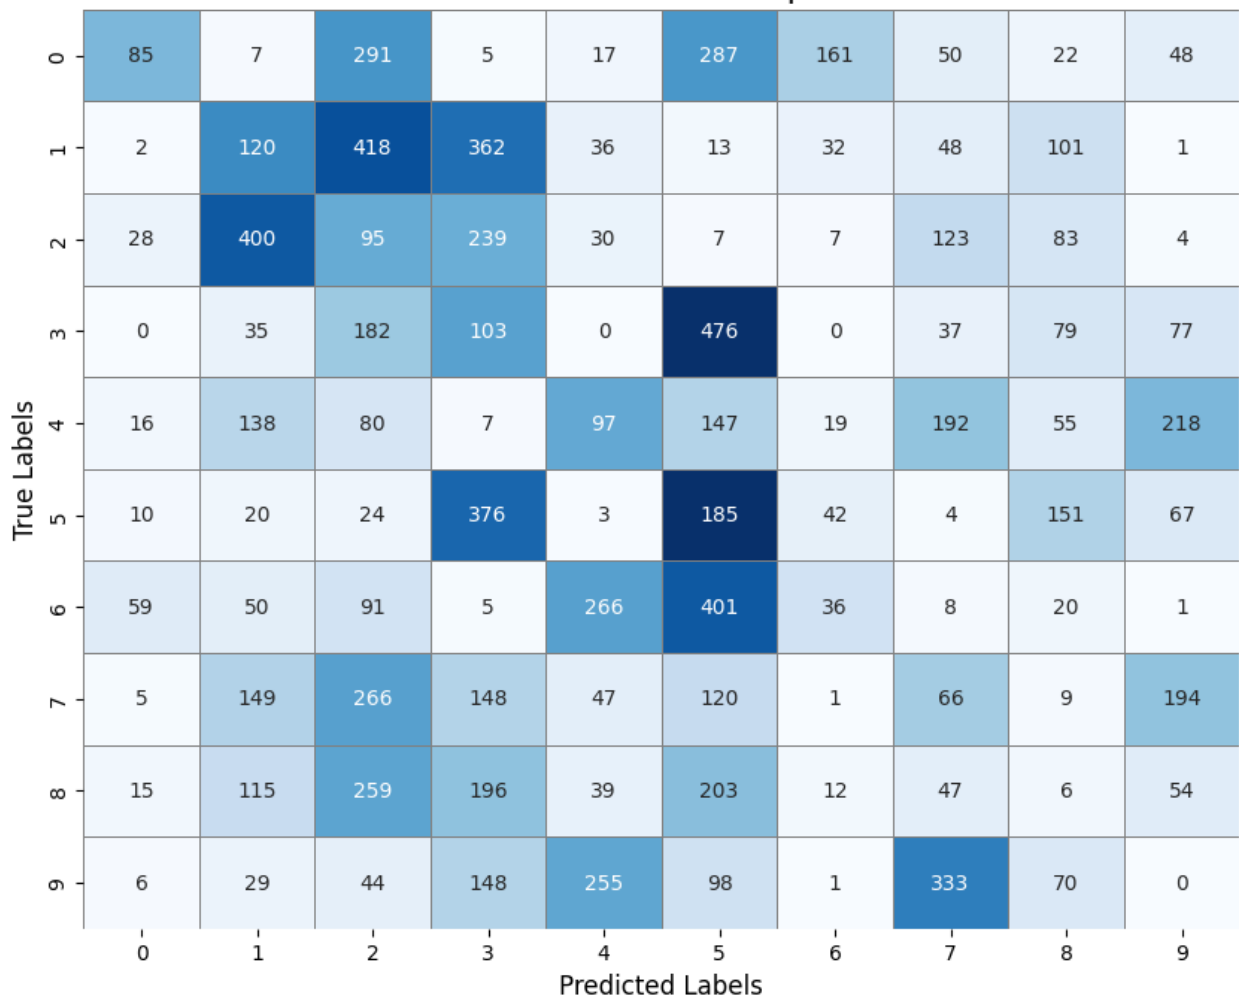 0 85 7 291 5 17 287 161 50 22 48
1 2 120 418 362 36 13 32 48 101 1
2 28 400 95 239 30 7 7 123 83 4
3 0 35 182 103 0 476 0 37 79 77
4 16 138 80 7 97 147 19 192 55 218
5 10 20 24 376 3 185 42 4 151 67
6 59 50 91 5 266 401 36 8 20 1
7 5 149 266 148 47 120 1 66 9 194
8 15 115 259 196 39 203 12 47 6 54
9 6 29 44 148 255 98 1 333 70 0
0 1 2 3 4 5 6 7 8 9
Predicted Labels
True Labels